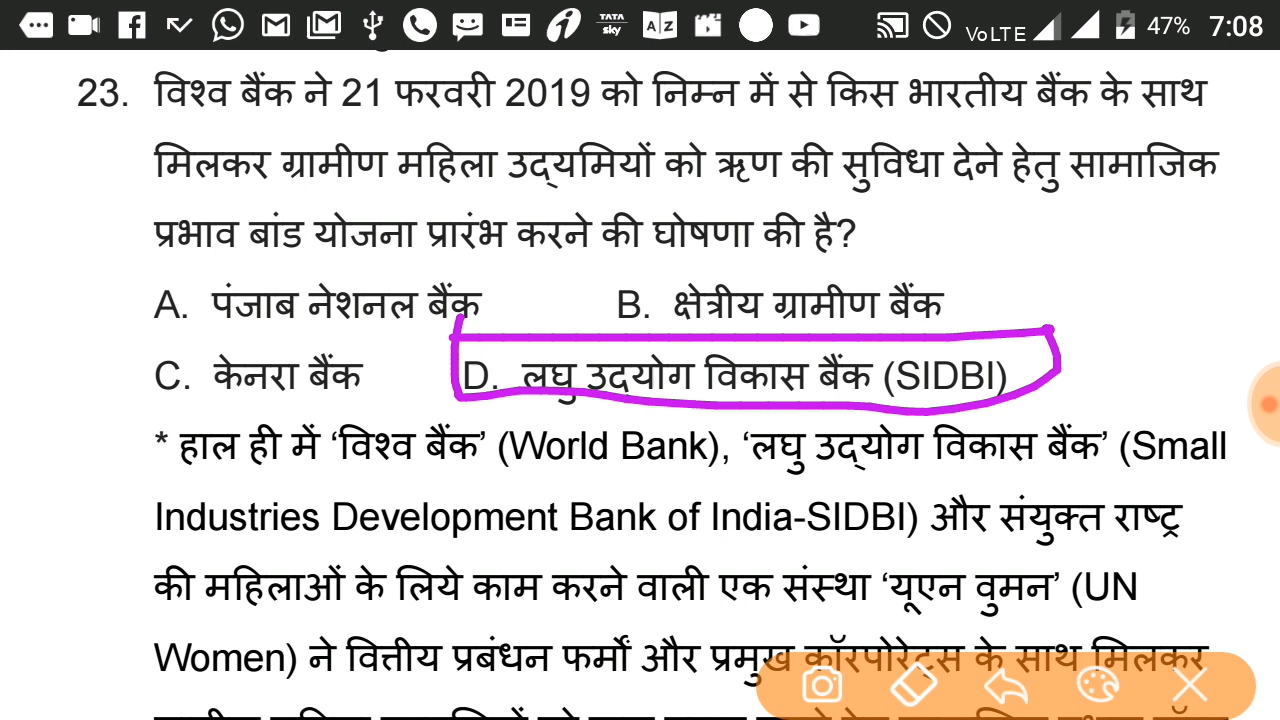 VoLTE 47% 7:08
23. विश्व बैंक ने 21 फरवरी 2019 को निम्न में से किस भारतीय बैंक के साथ
मिलकर ग्रामीण महिला उद्यमियों को ऋण की सुविधा देने हेतु सामाजिक
प्रभाव बांड योजना प्रारंभ करने की घोषणा की है?
A. पंजाब नेशनल बैंक B. क्षेत्रीय ग्रामीण बैंक
C. केनरा बैंक D. लघु उद्योग विकास बैंक (SIDBI)
* हाल ही में ‘विश्व बैंक’ (World Bank), ‘लघु उद्योग विकास बैंक’ (Small
Industries Development Bank of India-SIDBI) और संयुक्त राष्ट्र
की महिलाओं के लिये काम करने वाली एक संस्था ‘यूएन वुमन’ (UN
Women) ने वित्तीय प्रबंधन फर्मों और प्रमुख कॉरपोरेट्स के साथ मिलकर